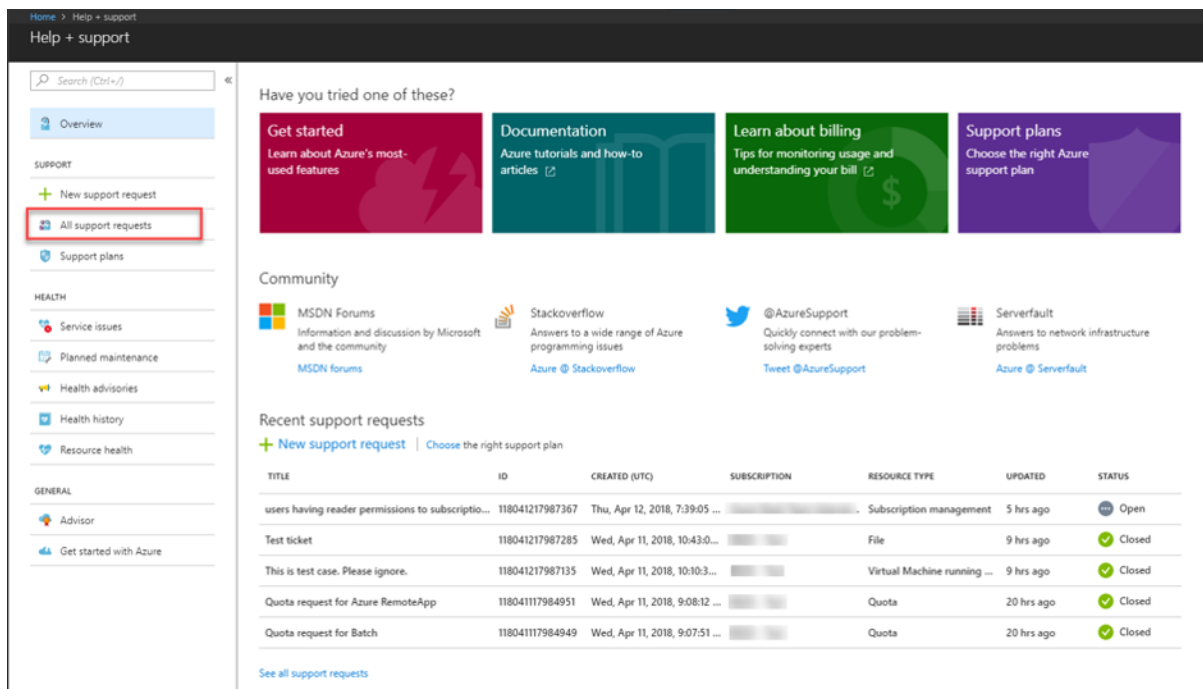 Home > Help + support
Help + support
Search (Ctrl+/)
«
Overview
SUPPORT
New support request
All support requests
Support plans
HEALTH
Service issues
Planned maintenance
Health advisories
Health history
Resource health
GENERAL
Advisor
Get started with Azure
Have you tried one of these?
Get started
Learn about Azure's most-
used features
Documentation
Azure tutorials and how-to
articles
Learn about billing
Tips for monitoring usage and
understanding your bill
$
Support plans
Choose the right Azure
support plan
Community
MSDN Forums
Information and discussion by Microsoft
and the community
MSDN forums
Stackoverflow
Answers to a wide range of Azure
programming issues
Azure @ Stackoverflow
@AzureSupport
Quickly connect with our problem-
solving experts
Tweet @AzureSupport
Serverfault
Answers to network infrastructure
problems
Azure @ Serverfault
Recent support requests
New support request | Choose the right support plan
TITLE ID CREATED (UTC) SUBSCRIPTION RESOURCE TYPE UPDATED STATUS
users having reader permissions to subscriptio... 118041217987367 Thu, Apr 12, 2018, 7:39:05 ... Subscription management 5 hrs ago Open
Test ticket 118041217987285 Wed, Apr 11, 2018, 10:43:0... File 9 hrs ago Closed
This is test case. Please ignore. 118041217987135 Wed, Apr 11, 2018, 10:10:3... Virtual Machine running ... 9 hrs ago Closed
Quota request for Azure RemoteApp 118041117984951 Wed, Apr 11, 2018, 9:08:12 ... Quota 20 hrs ago Closed
Quota request for Batch 118041117984949 Wed, Apr 11, 2018, 9:07:51 ... Quota 20 hrs ago Closed
See all support requests